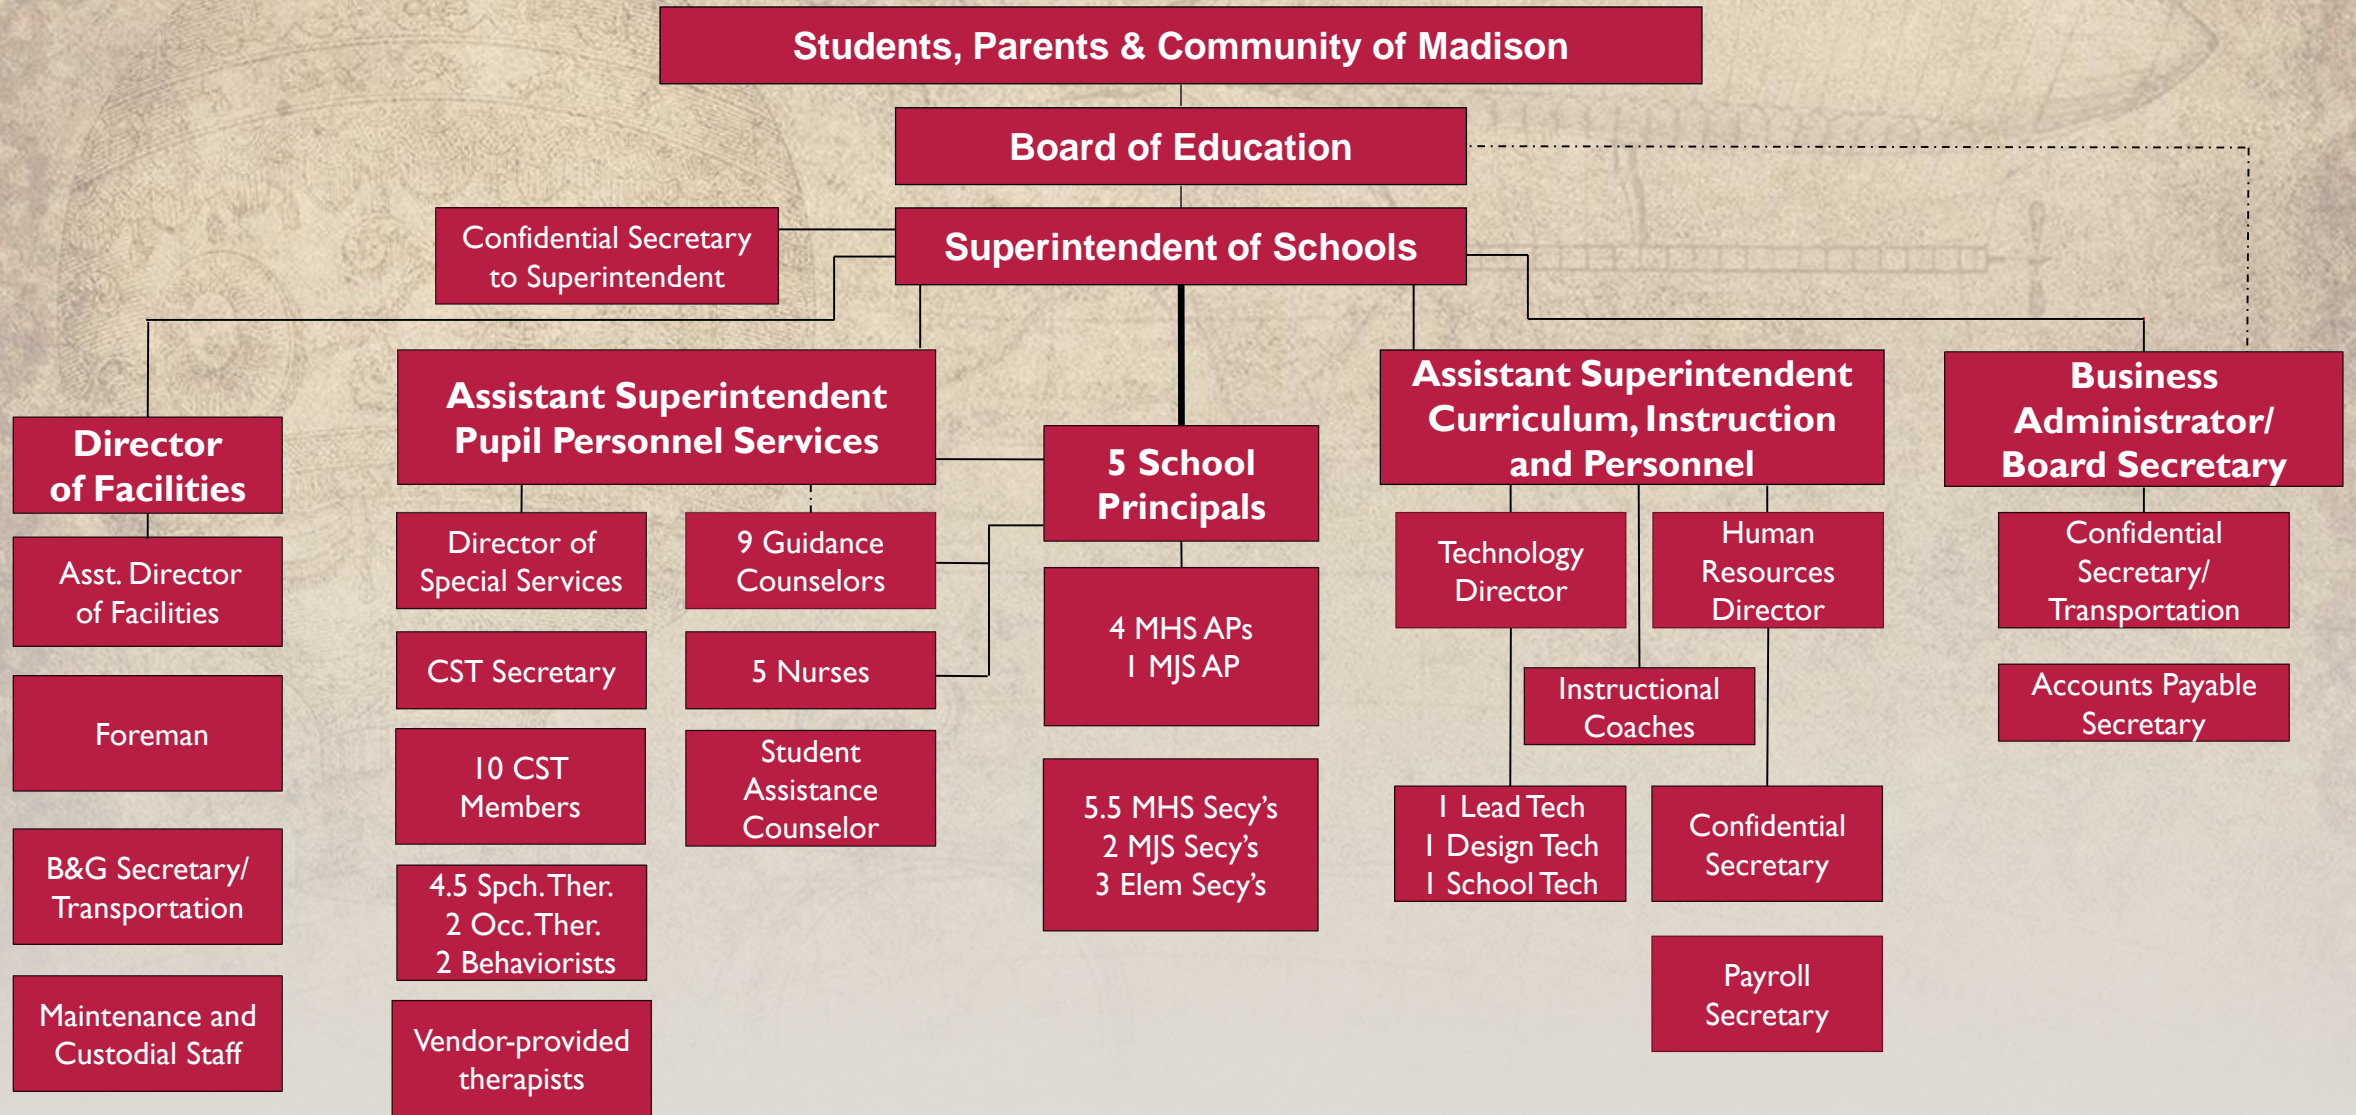 Students, Parents & Community of Madison
Board of Education
Confidential Secretary
to Superintendent
Superintendent of Schools
Director
of Facilities
Asst. Director
of Facilities
Foreman
B&G Secretary/
Transportation
Maintenance and
Custodial Staff
Assistant Superintendent
Pupil Personnel Services
Director of
Special Services
CST Secretary
10 CST
Members
4.5 Spch. Ther.
2 Occ. Ther.
2 Behaviorists
Vendor-provided
therapists
9 Guidance
Counselors
5 Nurses
Student
Assistance
Counselor
5 School
Principals
4 MHS APs
1 MJS AP
5.5 MHS Secy’s
2 MJS Secy’s
3 Elem Secy’s
Assistant Superintendent
Curriculum, Instruction
and Personnel
Technology
Director
1 Lead Tech
1 Design Tech
1 School Tech
Instructional
Coaches
Human
Resources
Director
Confidential
Secretary
Payroll
Secretary
Business
Administrator/
Board Secretary
Confidential
Secretary/
Transportation
Accounts Payable
Secretary